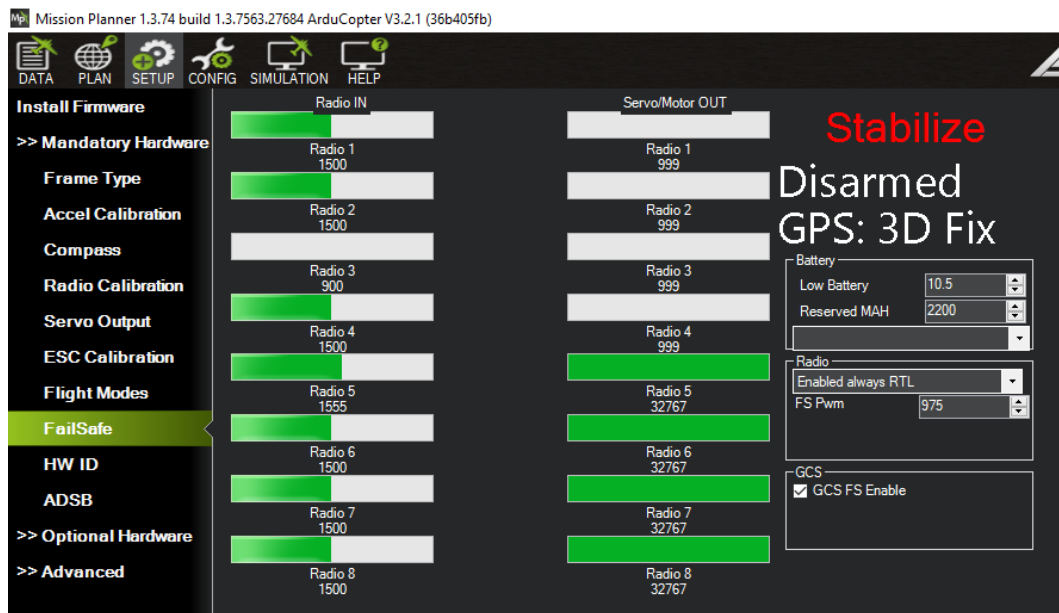 Mission Planner 1.3.74 build 1.3.7563.27684 ArduCopter V3.2.1 (36b405fb)
DATA PLAN SETUP CONFIG SIMULATION HELP
Install Firmware
>> Mandatory Hardware
Frame Type
Accel Calibration
Compass
Radio Calibration
Servo Output
ESC Calibration
Flight Modes
FailSafe
HW ID
ADSB
>> Optional Hardware
>> Advanced
Radio IN
Radio 1
1500
Radio 2
1500
Radio 3
900
Radio 4
1500
Radio 5
1555
Radio 6
1500
Radio 7
1500
Radio 8
1500
Servo/Motor OUT
Radio 1
999
Radio 2
999
Radio 3
999
Radio 4
999
Radio 5
32767
Radio 6
32767
Radio 7
32767
Radio 8
32767
Stabilize
Disarmed
GPS: 3D Fix
Battery
Low Battery 10.5
Reserved MAH 2200
Radio
Enabled always RTL
FS Pwm 975
GCS
GCS FS Enable